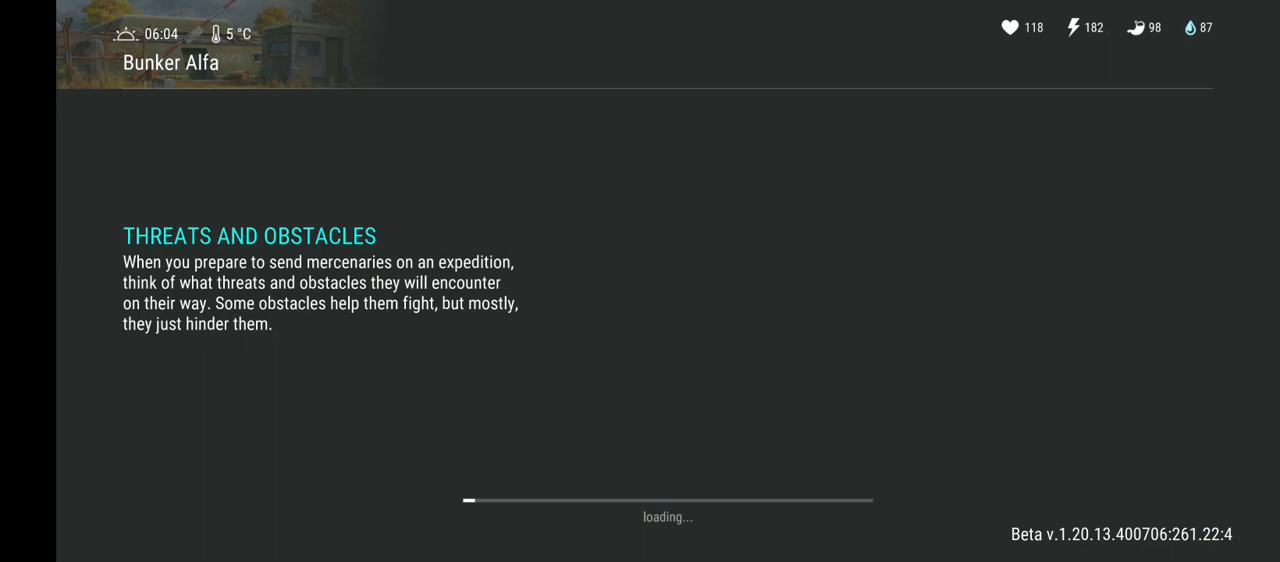 06:04 5 °C
118 182 98 87
Bunker Alfa
THREATS AND OBSTACLES
When you prepare to send mercenaries on an expedition,
think of what threats and obstacles they will encounter
on their way. Some obstacles help them fight, but mostly,
they just hinder them.
loading...
Beta v.1.20.13.400706:261.22:4